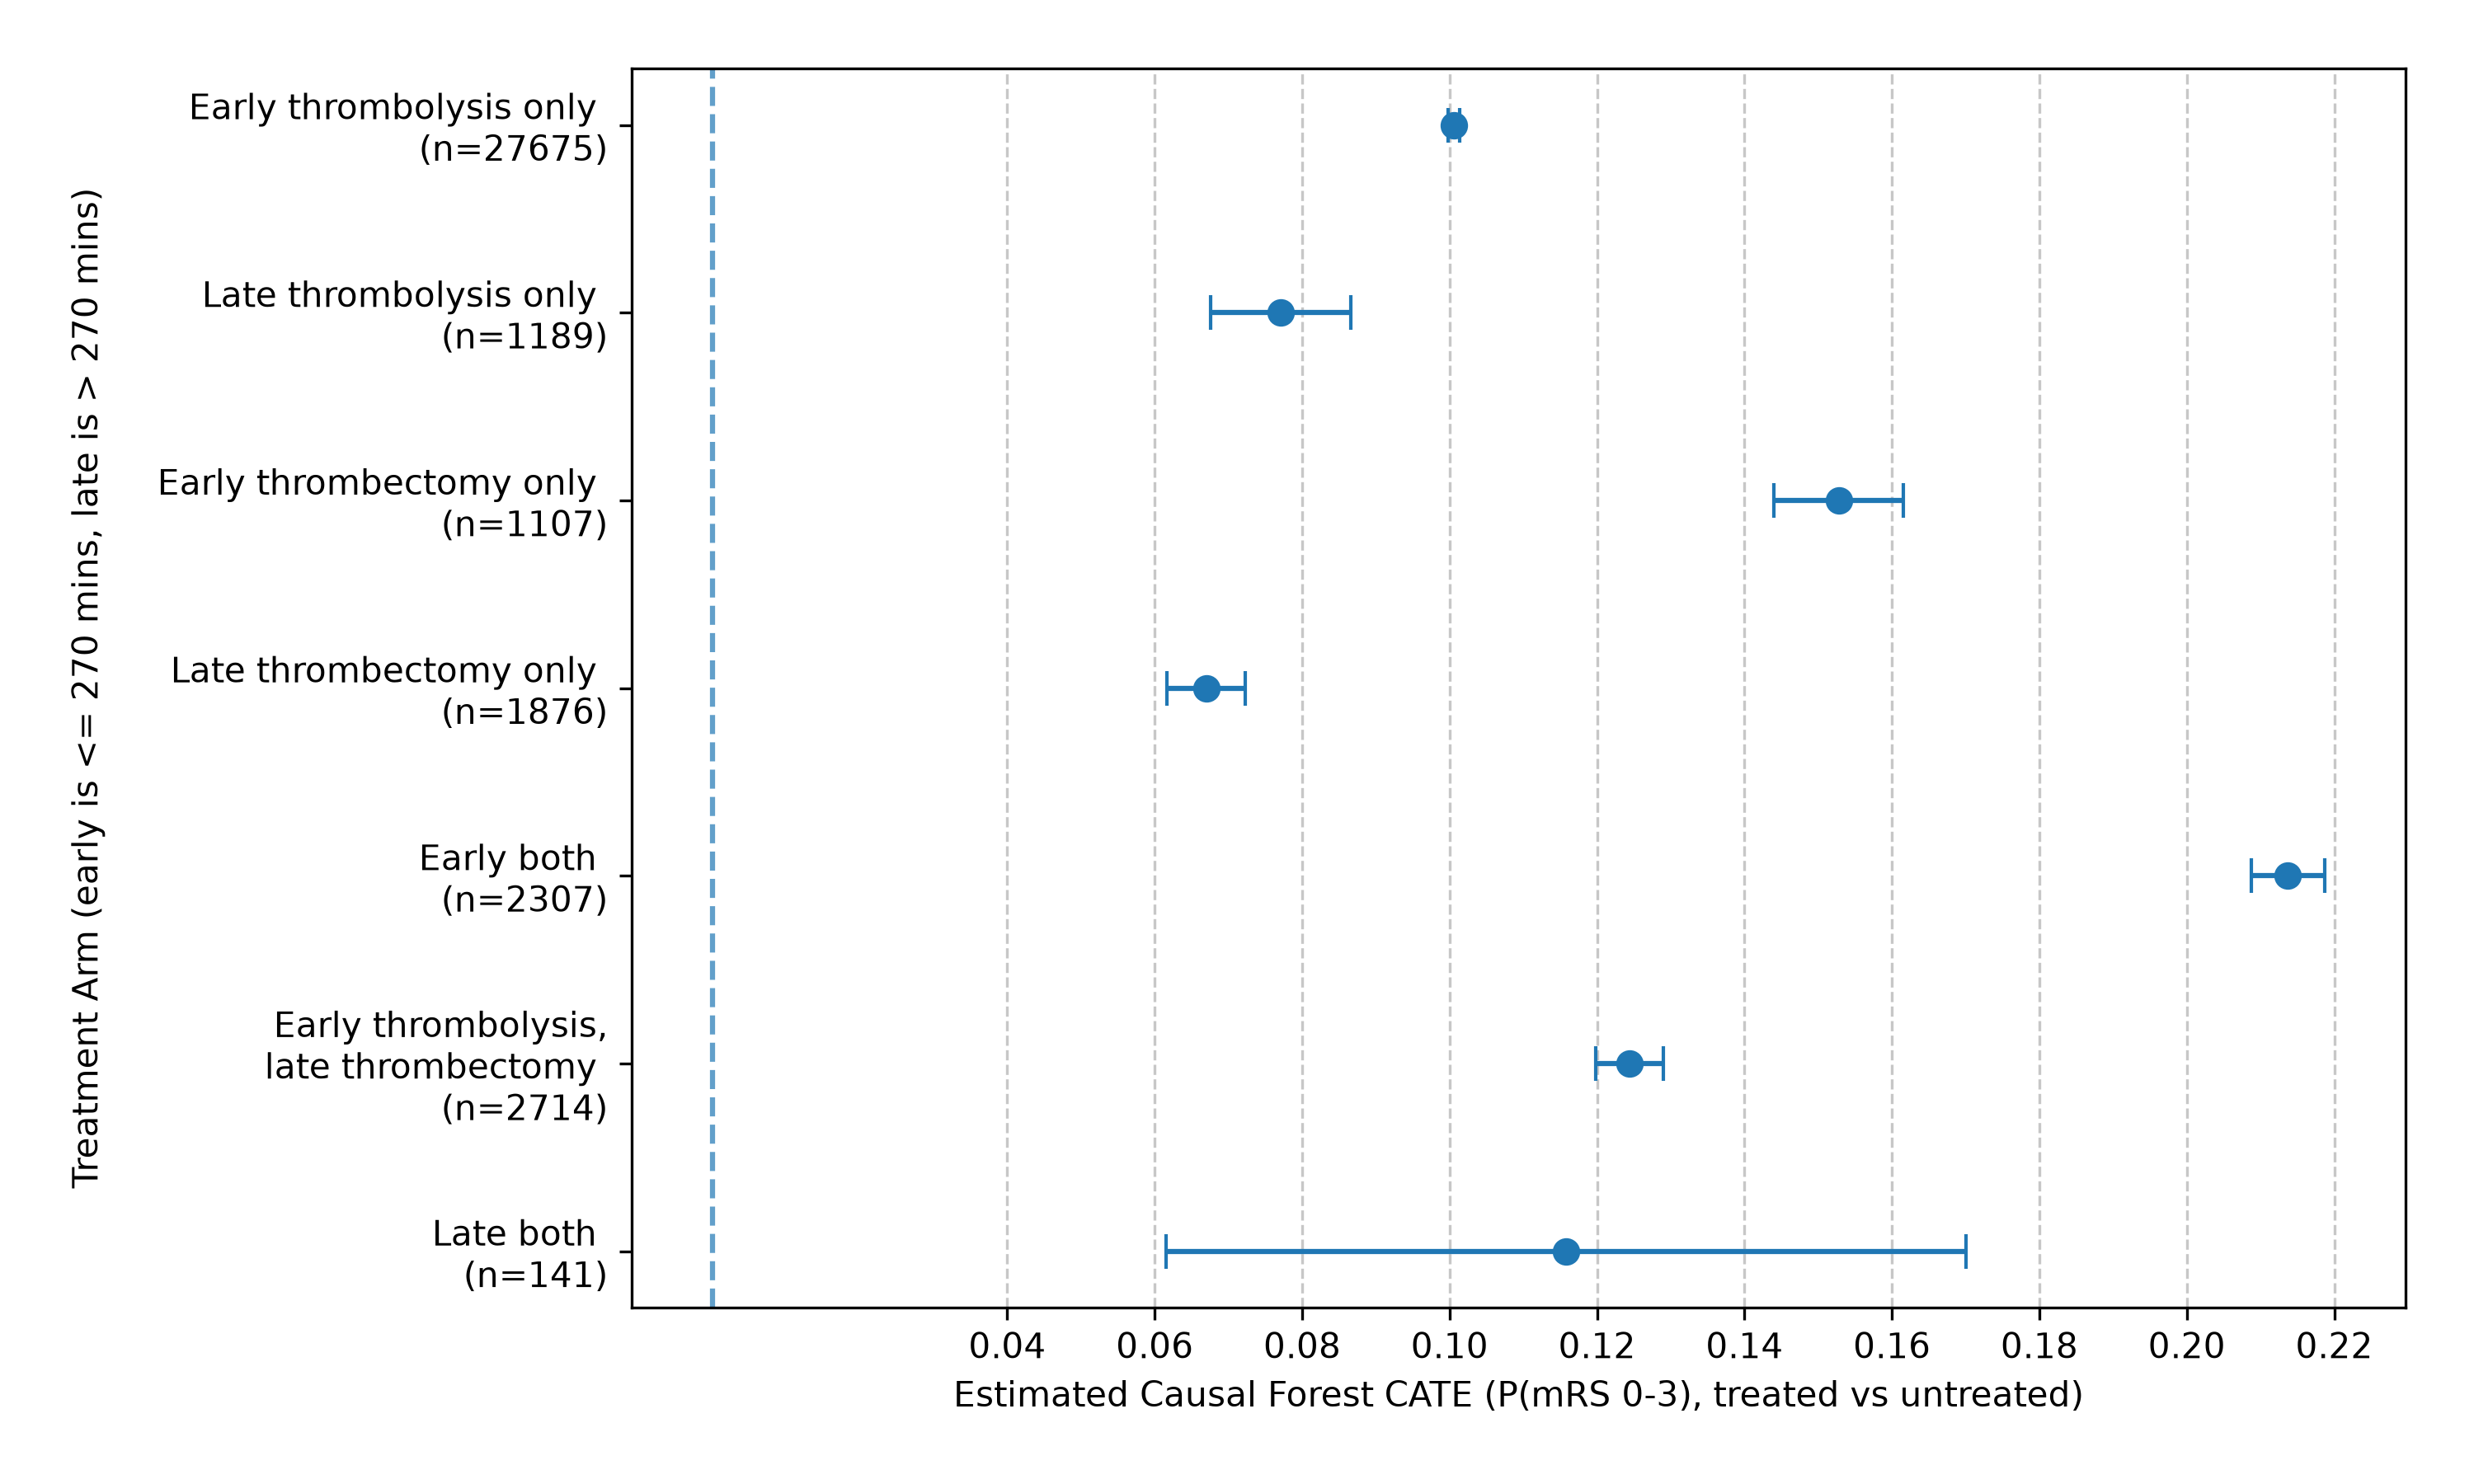 Treatment Arm (early is <= 270 mins, late is > 270 mins)
Early thrombolysis only
(n=27675)
Late thrombolysis only
(n=1189)
Early thrombectomy only
(n=1107)
Late thrombectomy only
(n=1876)
Early both
(n=2307)
Early thrombolysis,
late thrombectomy
(n=2714)
Late both
(n=141)
0.04 0.06 0.08 0.10 0.12 0.14 0.16 0.18 0.20 0.22
Estimated Causal Forest CATE (P(mRS 0-3), treated vs untreated)